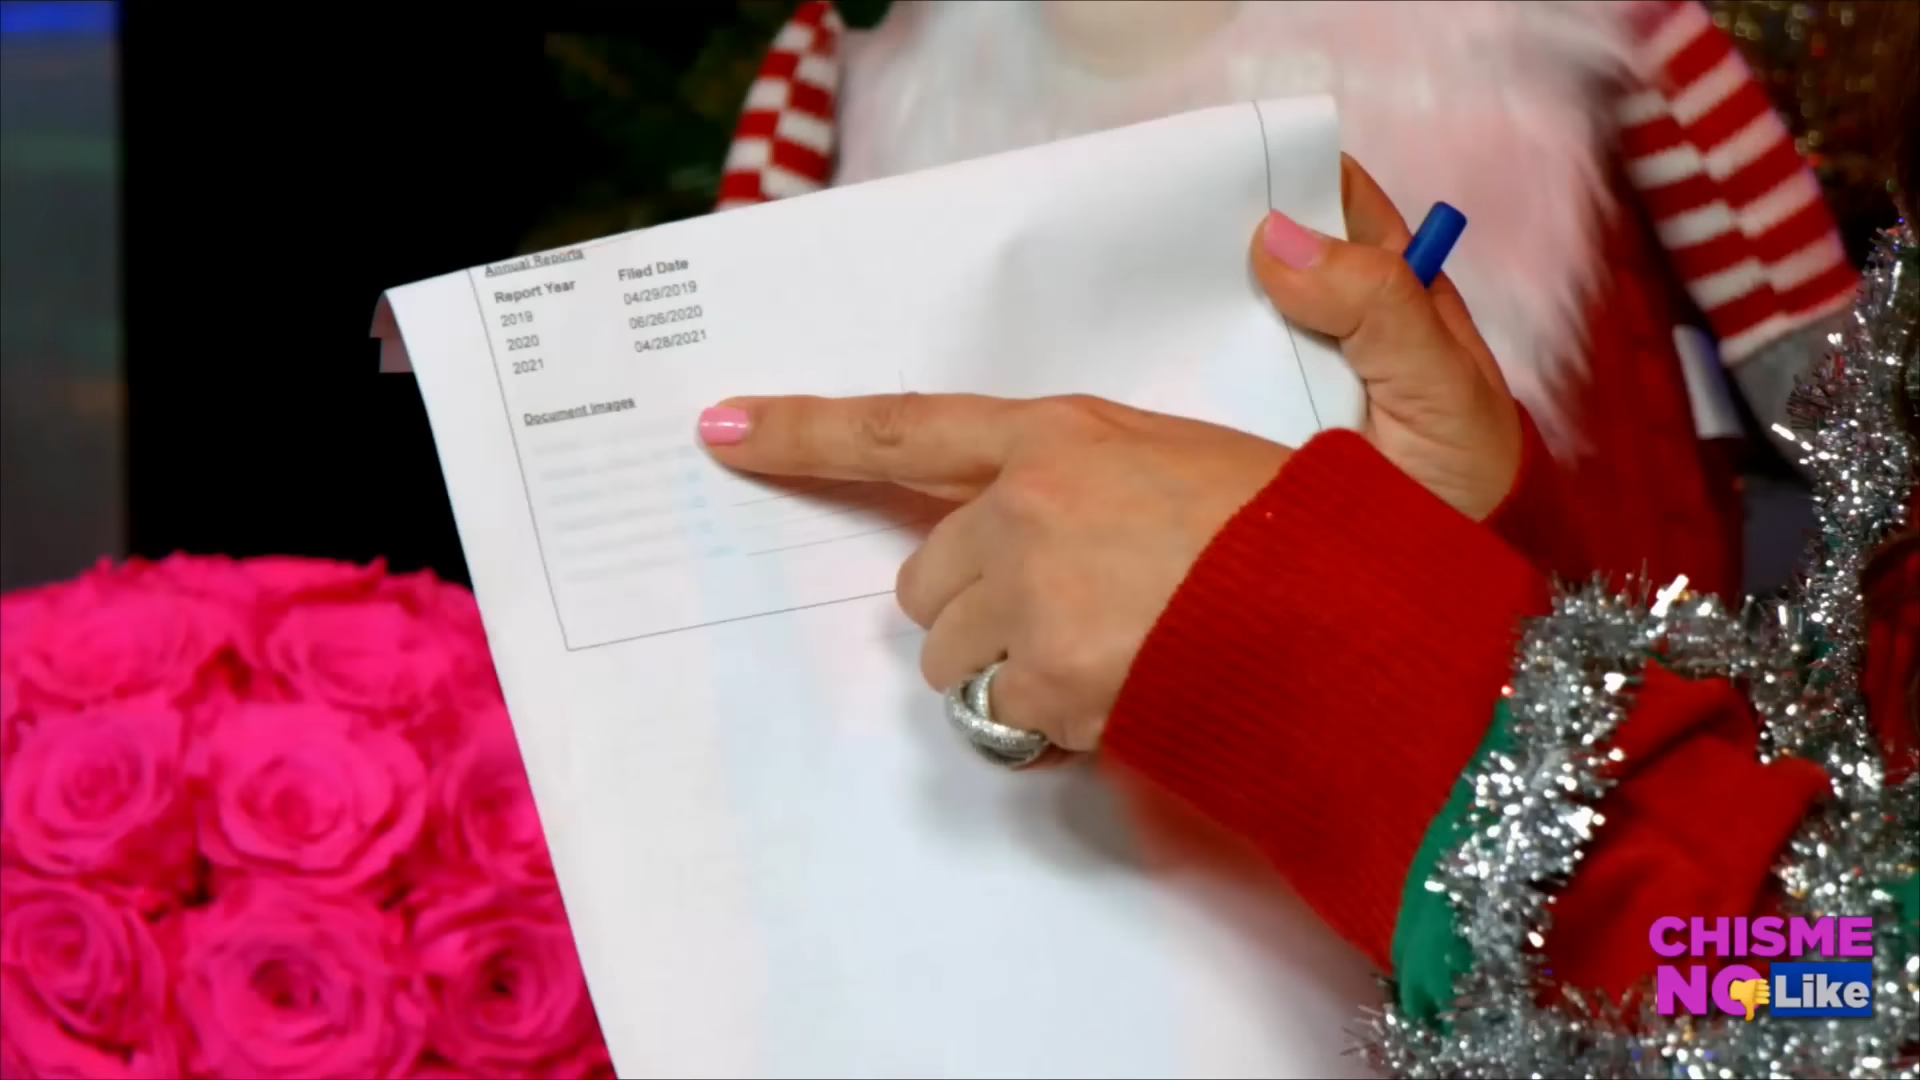 Annual Reports
Report Year Filed Date
2019 04/29/2019
2020 06/26/2020
2021 04/28/2021
Document Images
CHISME
NO Like